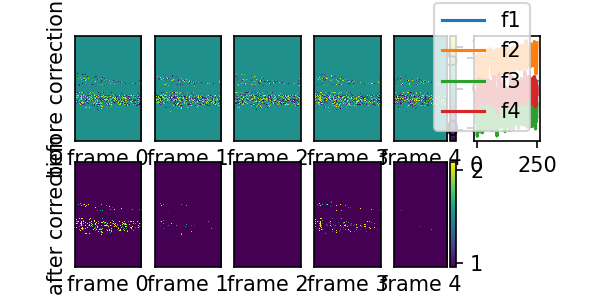 f1
f2
f3
f4
before correction
frame 0
frame 1
frame 2
frame 3
frame 4
0
250
after correction
2
1
frame 0
frame 1
frame 2
frame 3
frame 4